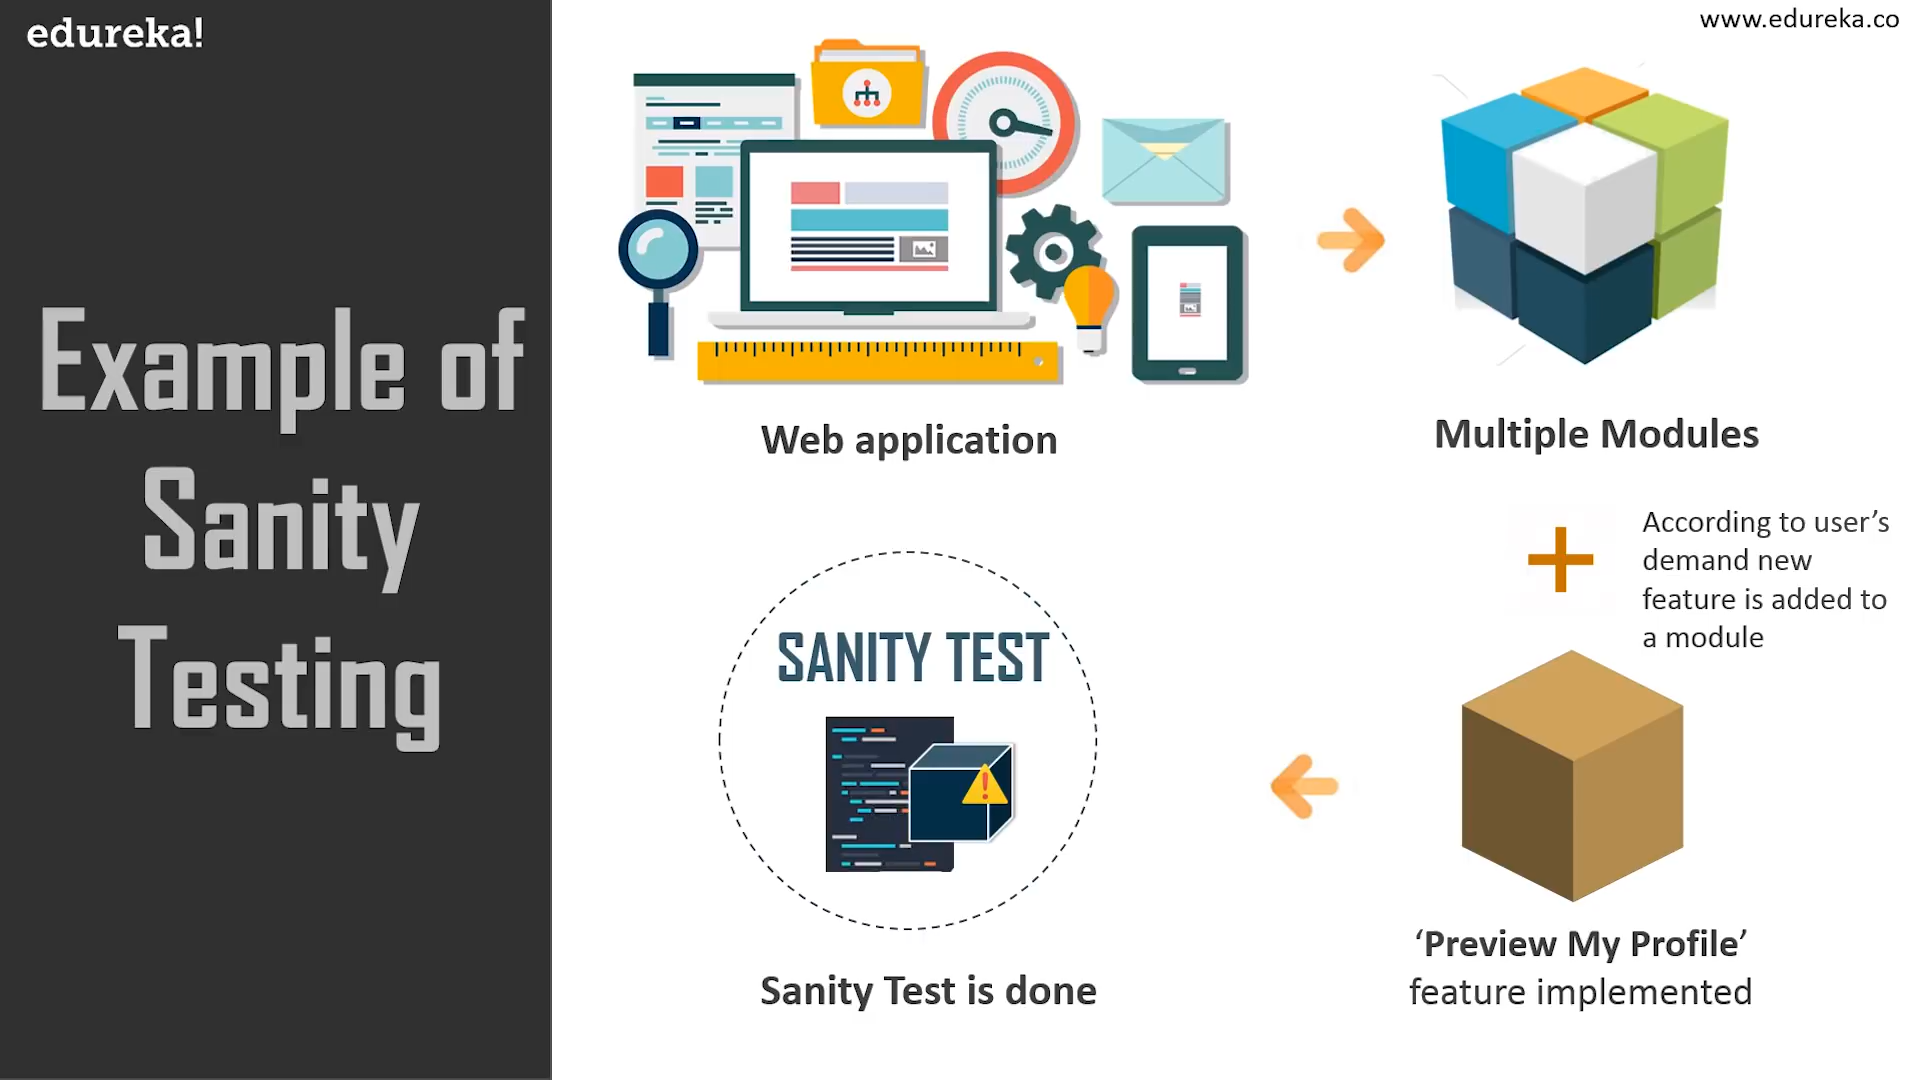 edureka!
www.edureka.co
Example of
Sanity
Testing
Web application
Multiple Modules
According to user’s
demand new
feature is added to
a module
SANITY TEST
Sanity Test is done
‘Preview My Profile’
feature implemented